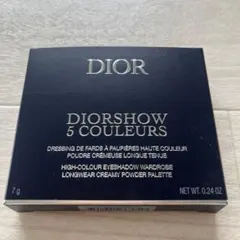 DIOR
DIORSHOW
5 COULEURS
DRESSING DE FARDS À PAUPIÈRES HAUTE COULEUR
POUDRE CRÉMEUSE LONGUE TENUE
HIGH-COLOUR EYESHADOW WARDROBE
LONGWEAR CREAMY POWDER PALETTE
7 g
NET WT. 0.24 OZ